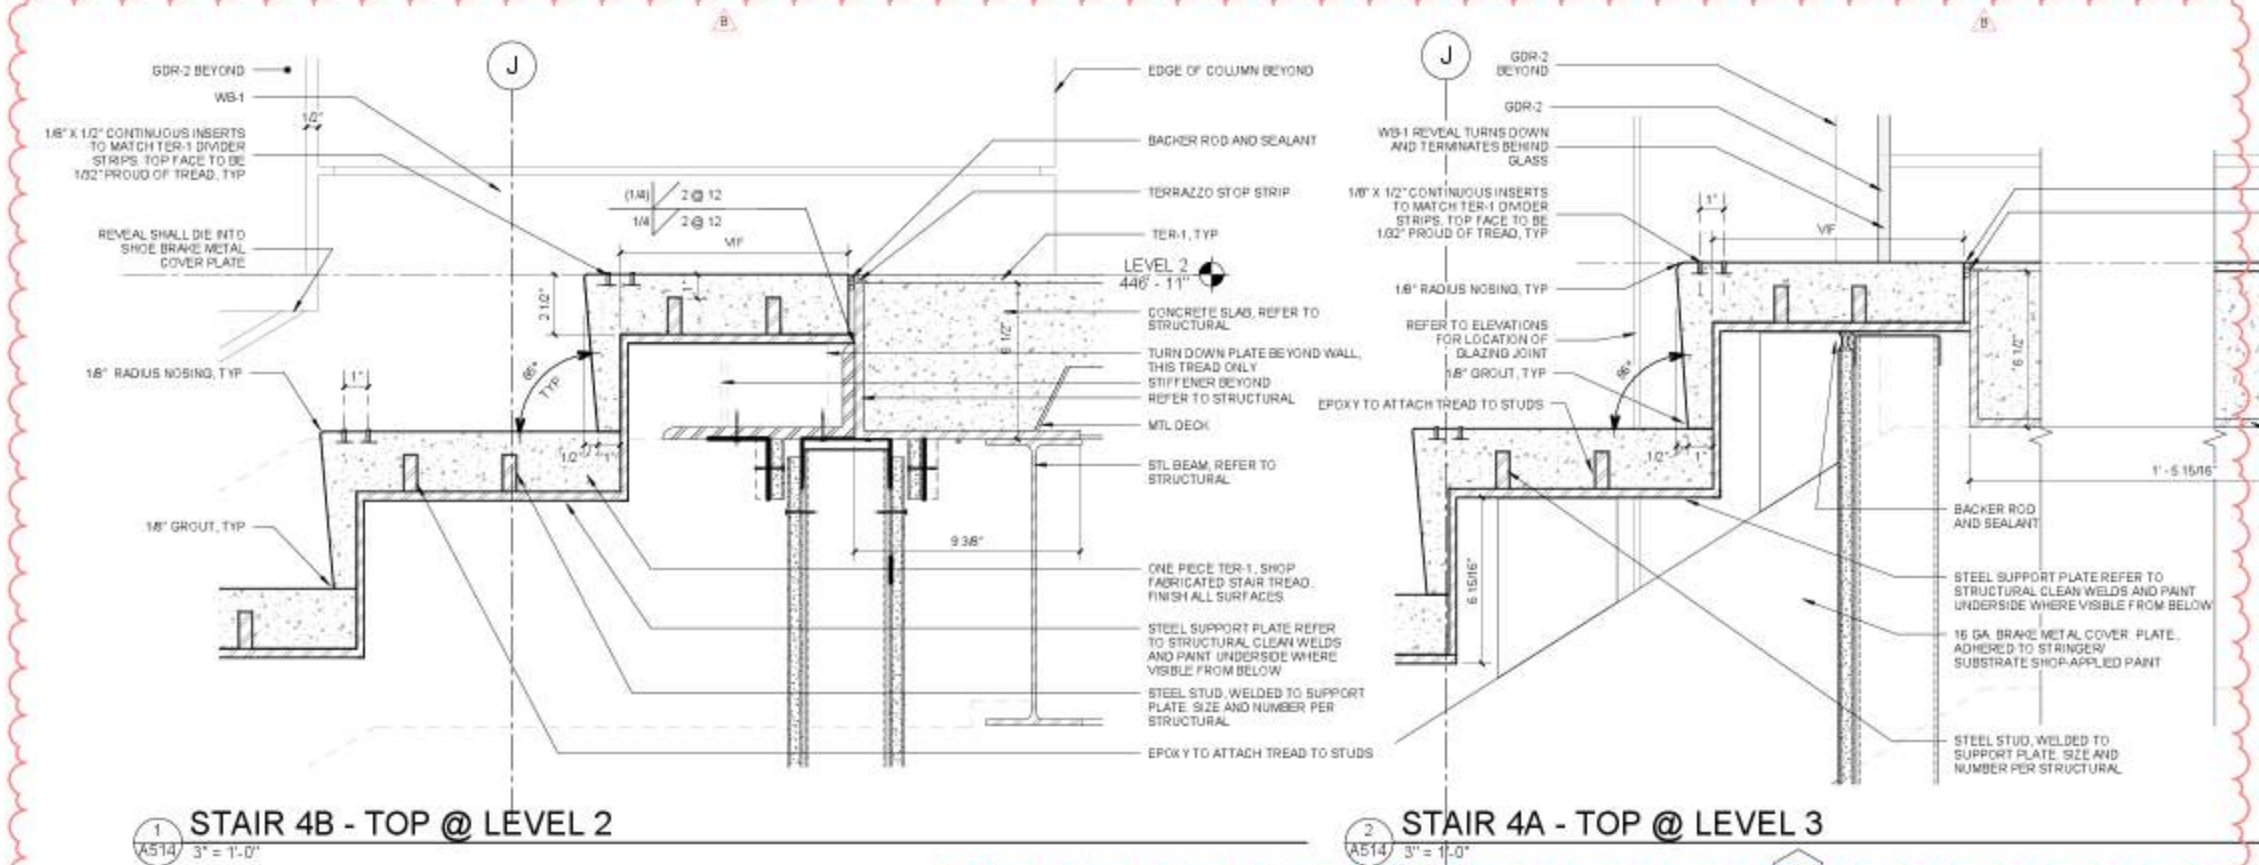 B
B
J
GDR-2 BEYOND
WB-1
1/2"
1/8" X 1/2" CONTINUOUS INSERTS
TO MATCH TER-1 DIVIDER
STRIPS. TOP FACE TO BE
1/32" PROUD OF TREAD, TYP
REVEAL SHALL DIE INTO
SHOE BRAKE METAL
COVER PLATE
1/8" RADIUS NOSING, TYP
1"
1/8" GROUT, TYP
(1/4) 2 @ 12
1/4 2 @ 12
VIF
2 1/2"
1"
TYP
1/2"
1"
6 1/2"
9 3/8"
EDGE OF COLUMN BEYOND
BACKER ROD AND SEALANT
TERRAZZO STOP STRIP
TER-1, TYP
LEVEL 2
446' - 11"
CONCRETE SLAB, REFER TO
STRUCTURAL
TURN DOWN PLATE BEYOND WALL,
THIS TREAD ONLY
STIFFENER BEYOND
REFER TO STRUCTURAL
MTL DECK
STL BEAM, REFER TO
STRUCTURAL
ONE PIECE TER-1, SHOP
FABRICATED STAIR TREAD.
FINISH ALL SURFACES
STEEL SUPPORT PLATE REFER
TO STRUCTURAL CLEAN WELDS
AND PAINT UNDERSIDE WHERE
VISIBLE FROM BELOW
STEEL STUD, WELDED TO SUPPORT
PLATE. SIZE AND NUMBER PER
STRUCTURAL
EPOXY TO ATTACH TREAD TO STUDS
1
A514
STAIR 4B - TOP @ LEVEL 2
3" = 1'-0"
J
GDR-2
BEYOND
GDR-2
WB-1 REVEAL TURNS DOWN
AND TERMINATES BEHIND
GLASS
1/8" X 1/2" CONTINUOUS INSERTS
TO MATCH TER-1 DIVIDER
STRIPS, TOP FACE TO BE
1/32" PROUD OF TREAD, TYP
1"
VIF
1/8" RADIUS NOSING, TYP
REFER TO ELEVATIONS
FOR LOCATION OF
GLAZING JOINT
1/8" GROUT, TYP
EPOXY TO ATTACH TREAD TO STUDS
1/2"
1"
6 1/2"
1' - 5 15/16"
6 15/16"
BACKER ROD
AND SEALANT
STEEL SUPPORT PLATE REFER TO
STRUCTURAL CLEAN WELDS AND PAINT
UNDERSIDE WHERE VISIBLE FROM BELOW
16 GA. BRAKE METAL COVER PLATE,
ADHERED TO STRINGER/
SUBSTRATE SHOP-APPLIED PAINT
STEEL STUD, WELDED TO
SUPPORT PLATE. SIZE AND
NUMBER PER STRUCTURAL
2
A514
STAIR 4A - TOP @ LEVEL 3
3" = 1'-0"